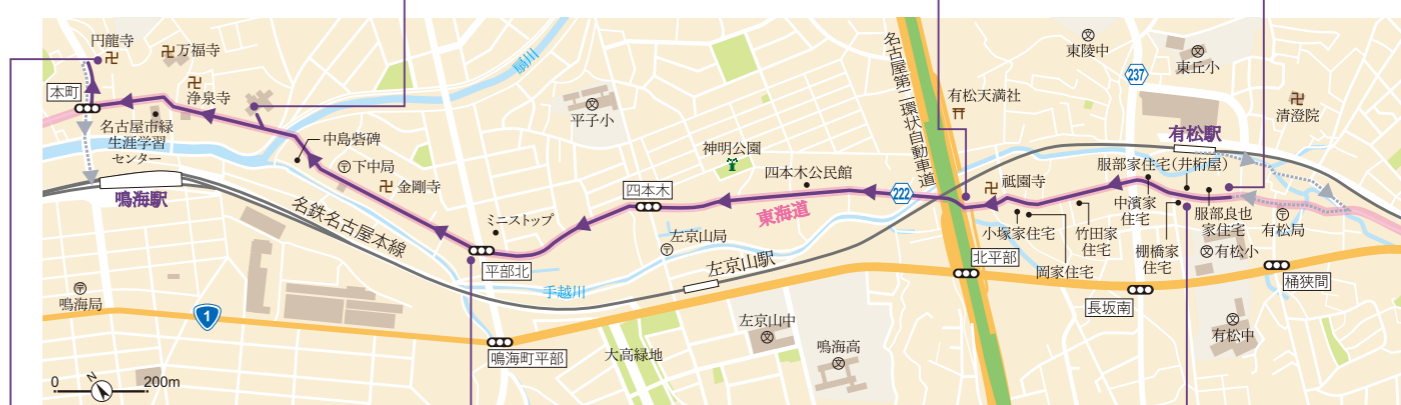 円龍寺
万福寺
浄泉寺
本町
名古屋市緑
生涯学習
センター
鳴海駅
中島砦碑
下中局
金剛寺
名鉄名古屋本線
扇川
ミニストップ
平部北
手越川
鳴海局
1
鳴海町平部
0
200m
N
平子小
四本木
神明公園
四本木公民館
東海道
左京山局
左京山駅
左京山中
大高緑地
鳴海高
名古屋第二環状自動車道
222
有松天満社
祇園寺
小塚家住宅
岡家住宅
北平部
竹田家
住宅
中濱家
住宅
服部家住宅(井桁屋)
棚橋家
住宅
服部良也
家住宅
有松駅
東陵中
237
東丘小
清澄院
有松局
有松小
桶狭間
長坂南
有松中
文
文
文
文
文
文
文